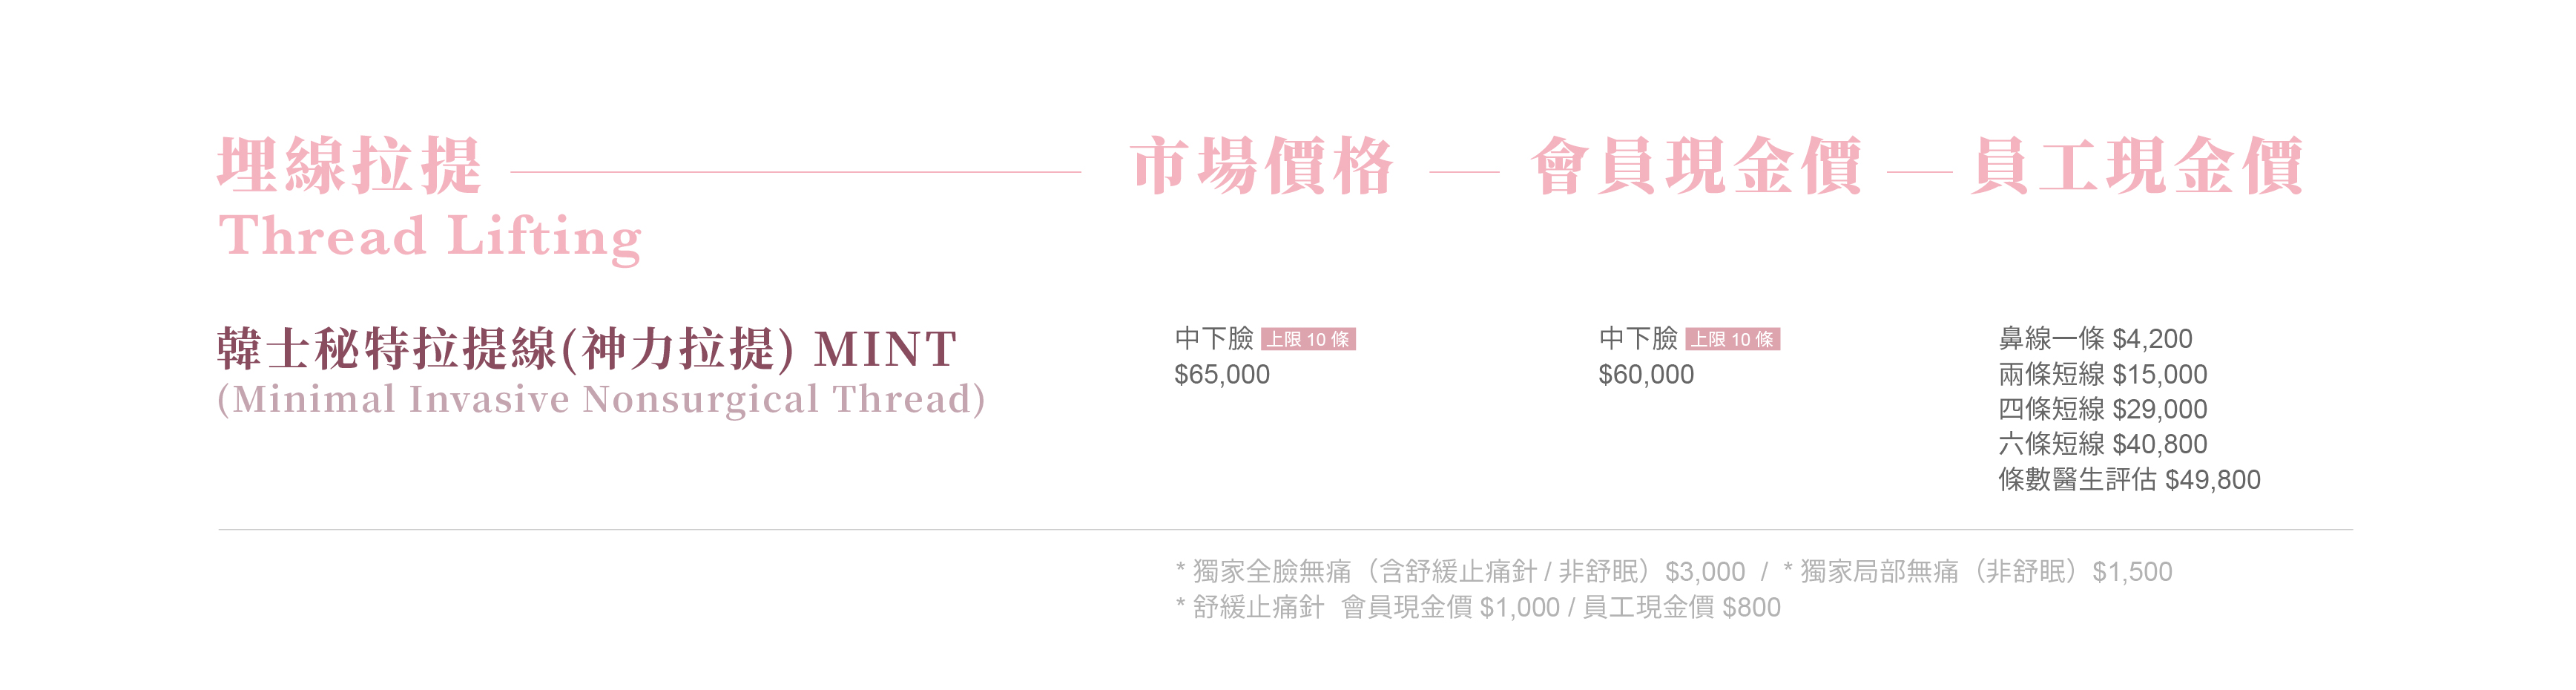 埋線拉提 市場價格 會員現金價 員工現金價
Thread Lifting
韓士秘特拉提線(神力拉提) MINT
(Minimal Invasive Nonsurgical Thread)
中下臉 上限 10 條
$65,000
中下臉 上限 10 條
$60,000
鼻線一條 $4,200
兩條短線 $15,000
四條短線 $29,000
六條短線 $40,800
條數醫生評估 $49,800
* 獨家全臉無痛（含舒緩止痛針 / 非舒眠）$3,000 / * 獨家局部無痛（非舒眠）$1,500
* 舒緩止痛針 會員現金價 $1,000 / 員工現金價 $800